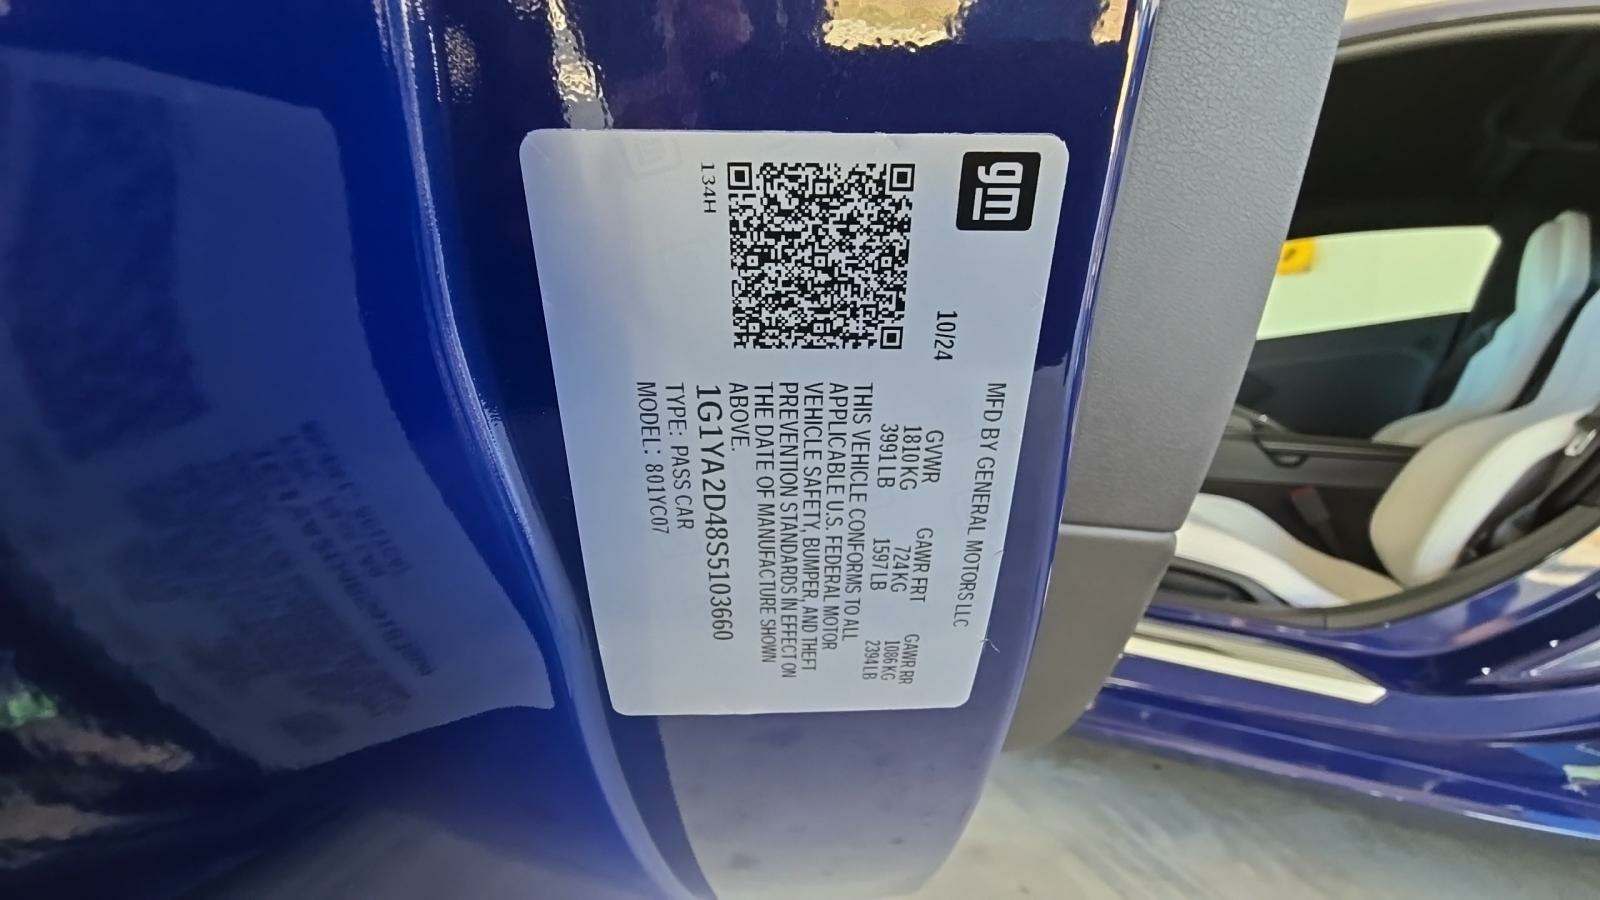 gm
MFD BY GENERAL MOTORS LLC
10/24
GVWR GAWR FRT GAWR RR
1810 KG 724 KG 1086 KG
3991 LB 1597 LB 2394 LB
THIS VEHICLE CONFORMS TO ALL
APPLICABLE U.S. FEDERAL MOTOR
VEHICLE SAFETY, BUMPER, AND THEFT
PREVENTION STANDARDS IN EFFECT ON
THE DATE OF MANUFACTURE SHOWN
ABOVE.
1G1YA2D48S5103660
TYPE: PASS CAR
MODEL: 801YC07
134H